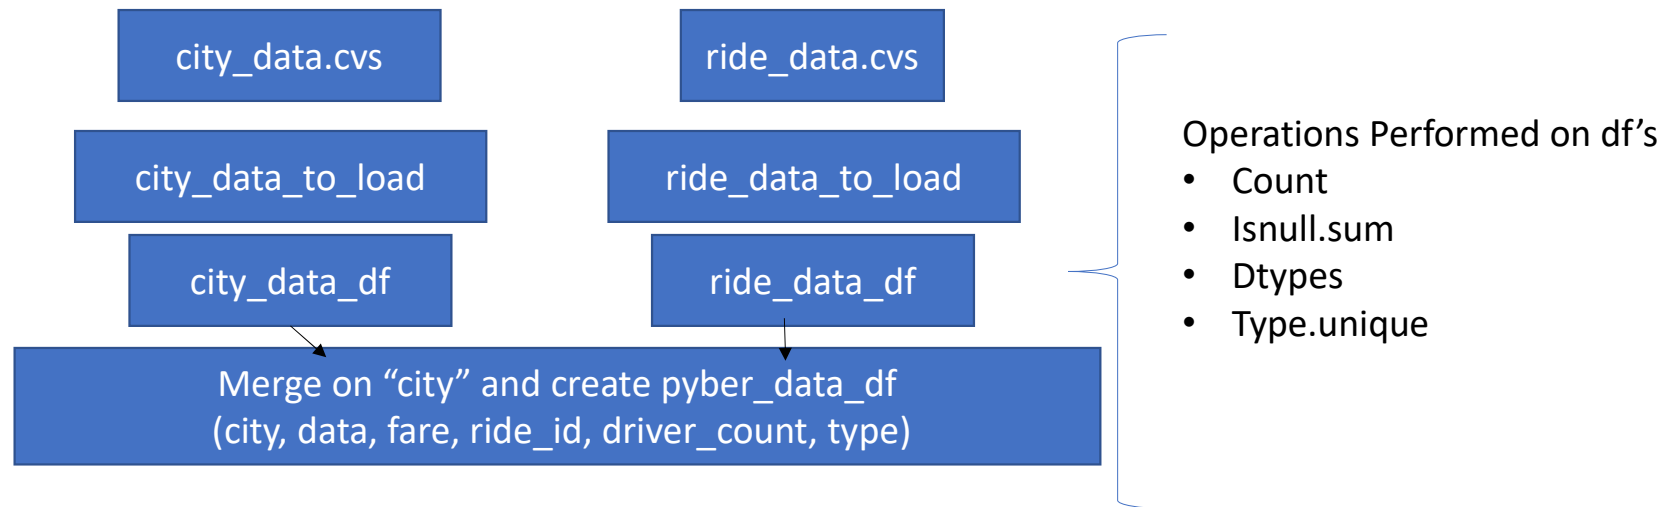 city_data.cvs
ride_data.cvs
city_data_to_load
ride_data_to_load
city_data_df
ride_data_df
Merge on “city” and create pyber_data_df
(city, data, fare, ride_id, driver_count, type)
Operations Performed on df’s
• Count
• Isnull.sum
• Dtypes
• Type.unique